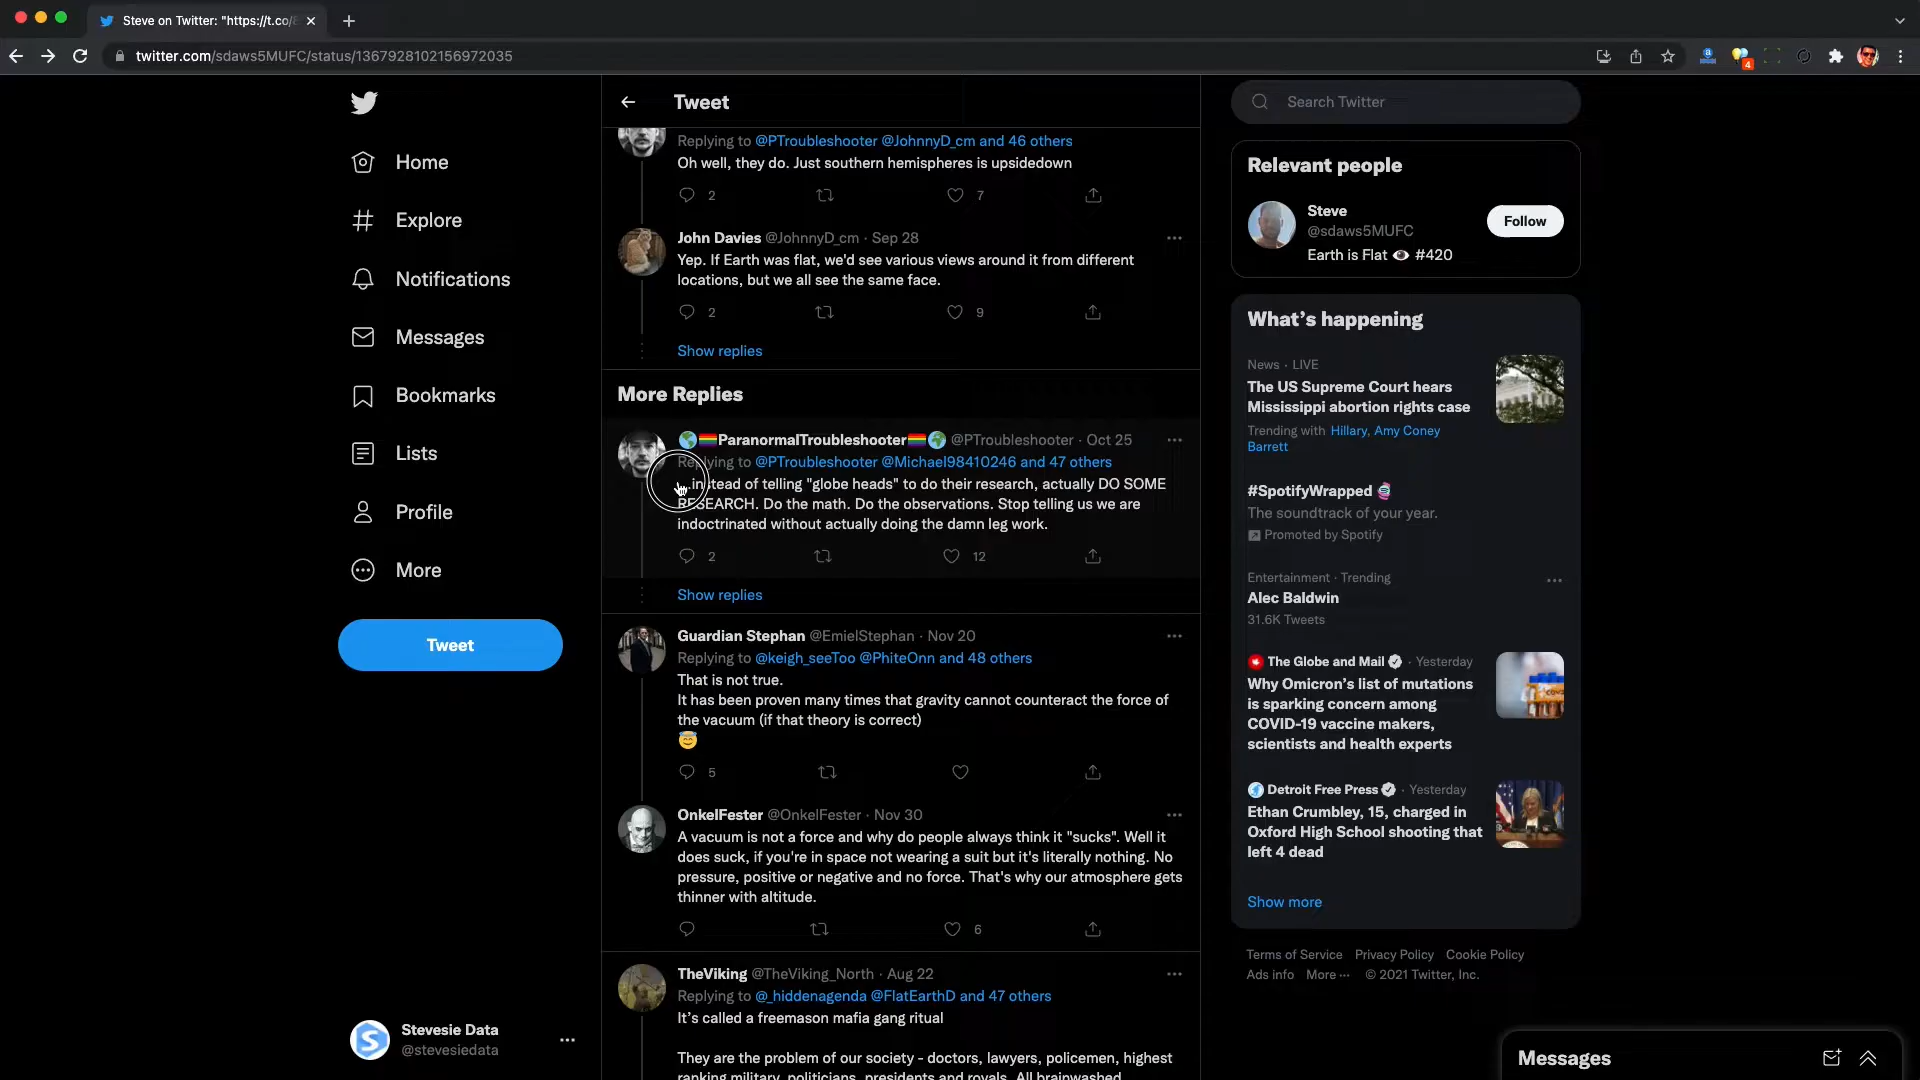 Steve on Twitter: "https://t.co/
twitter.com/sdaws5MUFC/status/1367928102156972035
4
Home
Explore
Notifications
Messages
Bookmarks
Lists
Profile
More
Tweet
Stevesie Data
@stevesiedata
Tweet
Replying to @PTroubleshooter @JohnnyD_cm and 46 others
Oh well, they do. Just southern hemispheres is upsidedown
2 7
John Davies @JohnnyD_cm · Sep 28
Yep. If Earth was flat, we'd see various views around it from different
locations, but we all see the same face.
2 9
Show replies
More Replies
🌎🏳️‍🌈ParanormalTroubleshooter🏳️‍🌈🌍 @PTroubleshooter · Oct 25
Replying to @PTroubleshooter @Michael98410246 and 47 others
...instead of telling "globe heads" to do their research, actually DO SOME
RESEARCH. Do the math. Do the observations. Stop telling us we are
indoctrinated without actually doing the damn leg work.
2 12
Show replies
Guardian Stephan @EmielStephan · Nov 20
Replying to @keigh_seeToo @PhiteOnn and 48 others
That is not true.
It has been proven many times that gravity cannot counteract the force of
the vacuum (if that theory is correct)
😇
5
OnkelFester @OnkelFester · Nov 30
A vacuum is not a force and why do people always think it "sucks". Well it
does suck, if you're in space not wearing a suit but it's literally nothing. No
pressure, positive or negative and no force. That's why our atmosphere gets
thinner with altitude.
6
TheViking @TheViking_North · Aug 22
Replying to @_hiddenagenda @FlatEarthD and 47 others
It's called a freemason mafia gang ritual
They are the problem of our society - doctors, lawyers, policemen, highest
ranking military, politicians, presidents and royals. All brainwashed
Search Twitter
Relevant people
Steve
@sdaws5MUFC
Follow
Earth is Flat 👁 #420
What's happening
News · LIVE
The US Supreme Court hears
Mississippi abortion rights case
Trending with Hillary, Amy Coney
Barrett
#SpotifyWrapped
The soundtrack of your year.
Promoted by Spotify
Entertainment · Trending
Alec Baldwin
31.6K Tweets
The Globe and Mail · Yesterday
Why Omicron's list of mutations
is sparking concern among
COVID-19 vaccine makers,
scientists and health experts
Detroit Free Press · Yesterday
Ethan Crumbley, 15, charged in
Oxford High School shooting that
left 4 dead
Show more
Terms of Service Privacy Policy Cookie Policy
Ads info More ··· © 2021 Twitter, Inc.
Messages